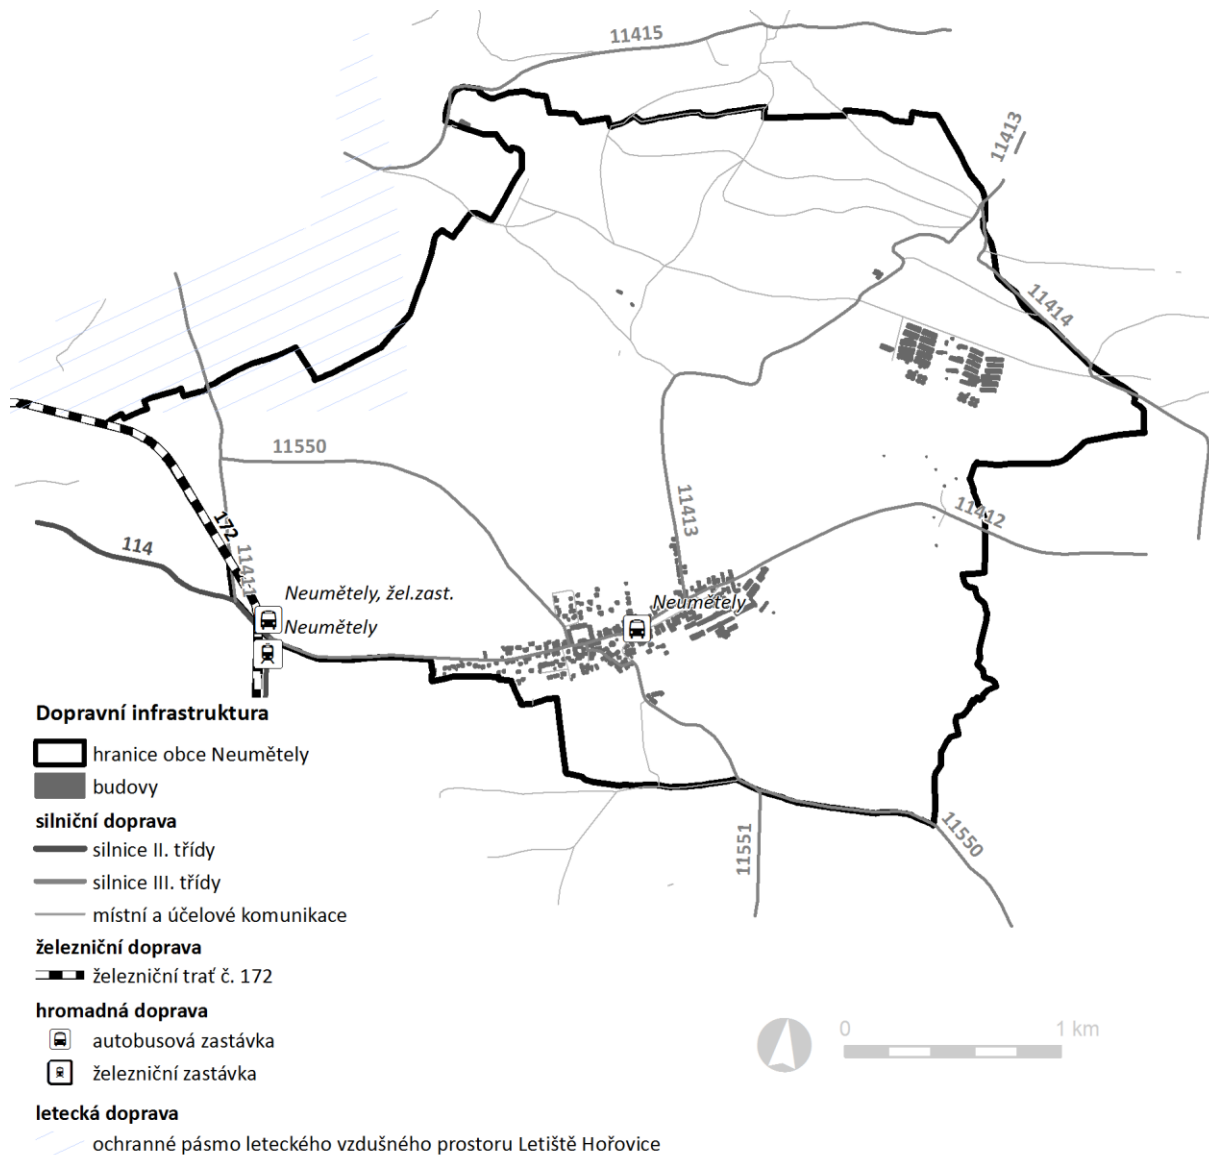 11415
11413
11414
11550
11413
11412
172
114
11411
Neumětely, žel.zast.
Neumětely
Neumětely
Dopravní infrastruktura
hranice obce Neumětely
budovy
silniční doprava
silnice II. třídy
silnice III. třídy
místní a účelové komunikace
železniční doprava
železniční trať č. 172
hromadná doprava
autobusová zastávka
železniční zastávka
letecká doprava
ochranné pásmo leteckého vzdušného prostoru Letiště Hořovice
11551
11550
0 1 km